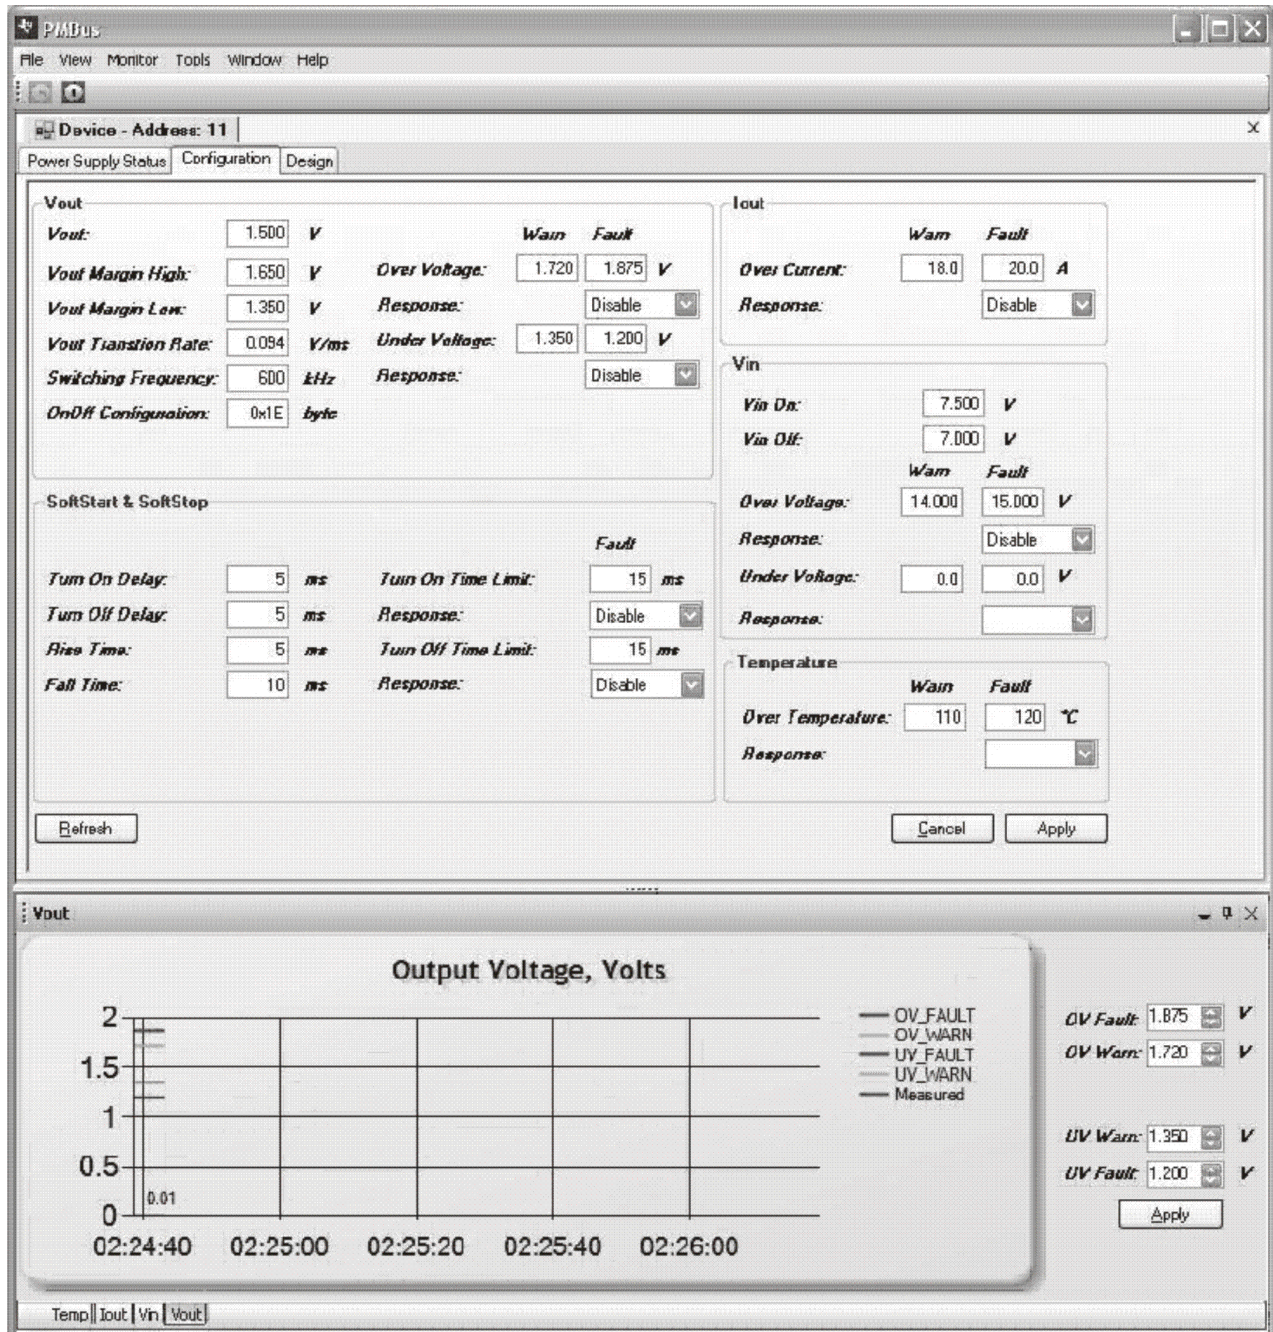 PMBus
File View Monitor Tools Window Help
Device - Address: 11
Power Supply Status Configuration Design
Vout
Vout: 1.500 V
Warn Fault
Vout Margin High: 1.650 V
Over Voltage: 1.720 1.875 V
Vout Margin Low: 1.350 V
Response: Disable
Vout Transtion Rate: 0.094 V/ms
Under Voltage: 1.350 1.200 V
Switching Frequency: 600 kHz
Response: Disable
OnOff Configuration: 0x1E byte
Iout
Warn Fault
Over Current: 18.0 20.0 A
Response: Disable
Vin
Vin On: 7.500 V
Vin Off: 7.000 V
Warn Fault
Over Voltage: 14.000 15.000 V
Response: Disable
Under Voltage: 0.0 0.0 V
Response:
SoftStart & SoftStop
Fault
Turn On Delay: 5 ms
Turn On Time Limit: 15 ms
Turn Off Delay: 5 ms
Response: Disable
Rise Time: 5 ms
Turn Off Time Limit: 15 ms
Fall Time: 10 ms
Response: Disable
Temperature
Warn Fault
Over Temperature: 110 120 °C
Response:
Refresh Cancel Apply
Vout
Output Voltage, Volts
2
1.5
1
0.5
0
0.01
02:24:40 02:25:00 02:25:20 02:25:40 02:26:00
OV_FAULT
OV_WARN
UV_FAULT
UV_WARN
Measured
OV Fault: 1.875 V
OV Warn: 1.720 V
UV Warn: 1.350 V
UV Fault: 1.200 V
Apply
Temp Iout Vin Vout